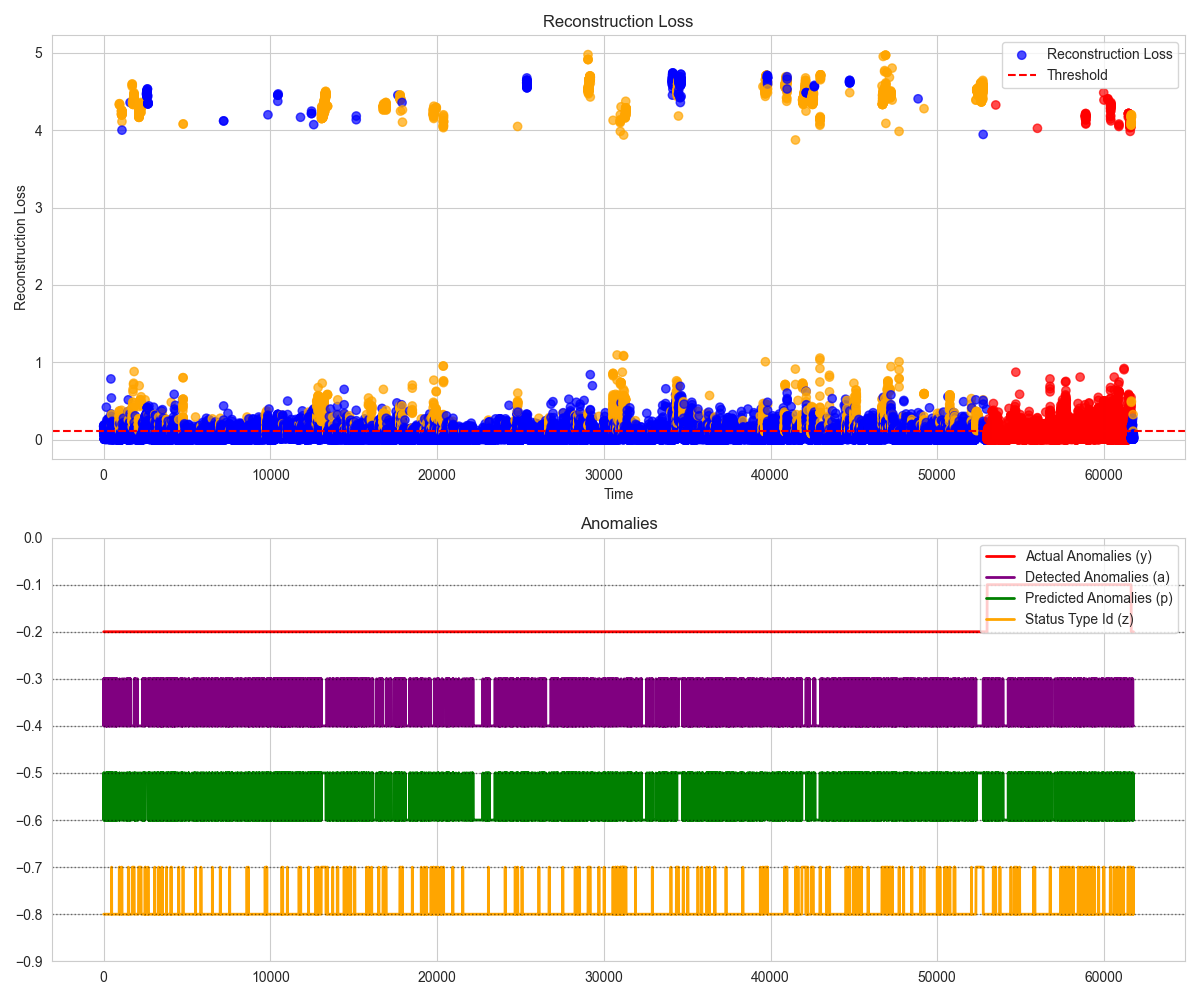 Reconstruction Loss
Reconstruction Loss
5
4
3
2
1
0
Reconstruction Loss
Threshold
0 10000 20000 30000 40000 50000 60000
Time
Anomalies
0.0
−0.1
−0.2
−0.3
−0.4
−0.5
−0.6
−0.7
−0.8
−0.9
Actual Anomalies (y)
Detected Anomalies (a)
Predicted Anomalies (p)
Status Type Id (z)
0 10000 20000 30000 40000 50000 60000